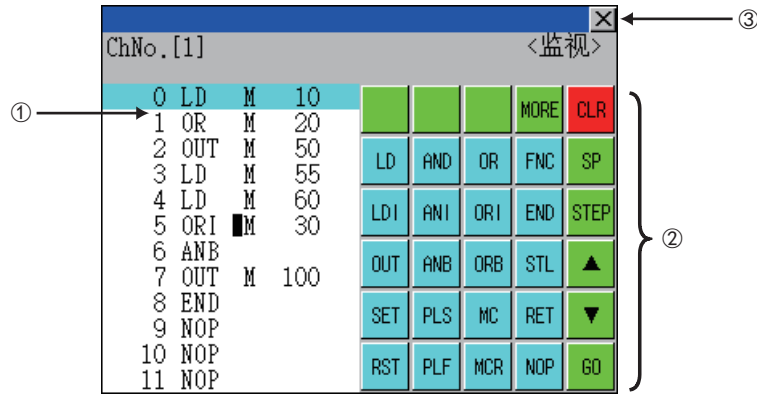 ③
ChNo.[1] <监视>
①
0 LD M 10
1 OR M 20
2 OUT M 50
3 LD M 55
4 LD M 60
5 ORI M 30
6 ANB
7 OUT M 100
8 END
9 NOP
10 NOP
11 NOP
MORE CLR
LD AND OR FNC SP
LDI ANI ORI END STEP
OUT ANB ORB STL ▲
SET PLS MC RET ▼
RST PLF MCR NOP GO
②